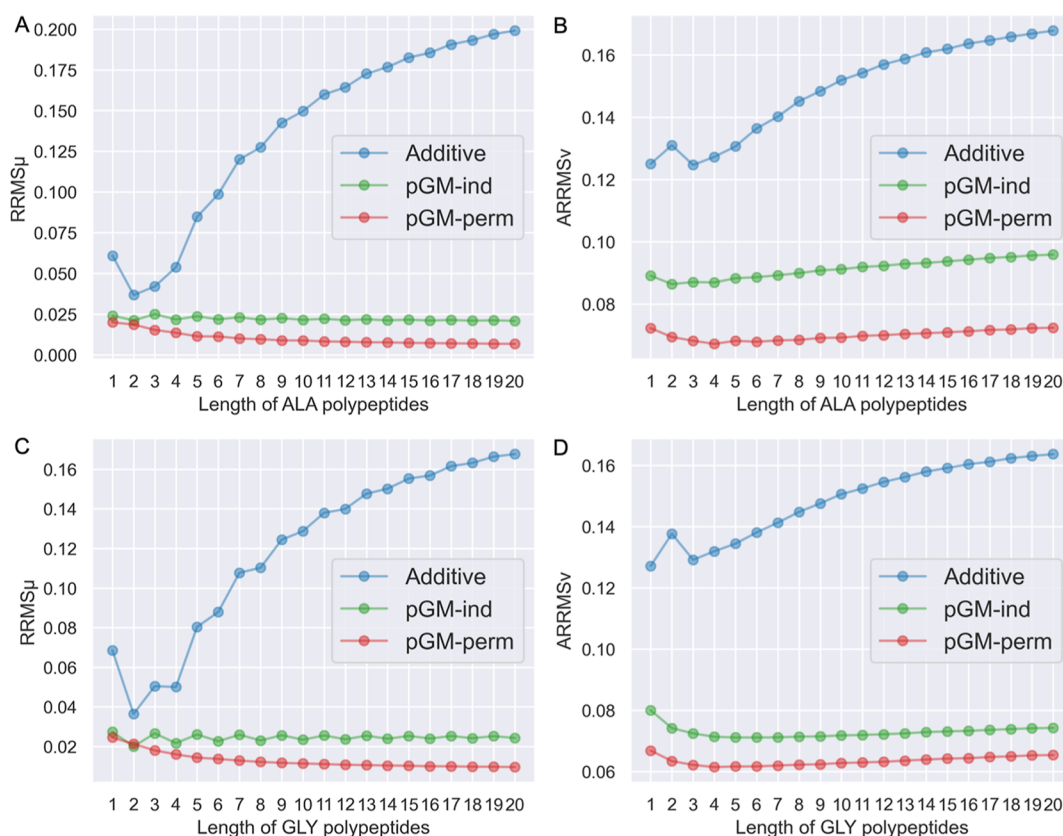 A
RRMSμ
0.200
0.175
0.150
0.125
0.100
0.075
0.050
0.025
0.000
Additive
pGM-ind
pGM-perm
1 2 3 4 5 6 7 8 9 10 11 12 13 14 15 16 17 18 19 20
Length of ALA polypeptides
B
ARRMSv
0.16
0.14
0.12
0.10
0.08
Additive
pGM-ind
pGM-perm
1 2 3 4 5 6 7 8 9 10 11 12 13 14 15 16 17 18 19 20
Length of ALA polypeptides
C
RRMSμ
0.16
0.14
0.12
0.10
0.08
0.06
0.04
0.02
Additive
pGM-ind
pGM-perm
1 2 3 4 5 6 7 8 9 10 11 12 13 14 15 16 17 18 19 20
Length of GLY polypeptides
D
ARRMSv
0.16
0.14
0.12
0.10
0.08
0.06
Additive
pGM-ind
pGM-perm
1 2 3 4 5 6 7 8 9 10 11 12 13 14 15 16 17 18 19 20
Length of GLY polypeptides